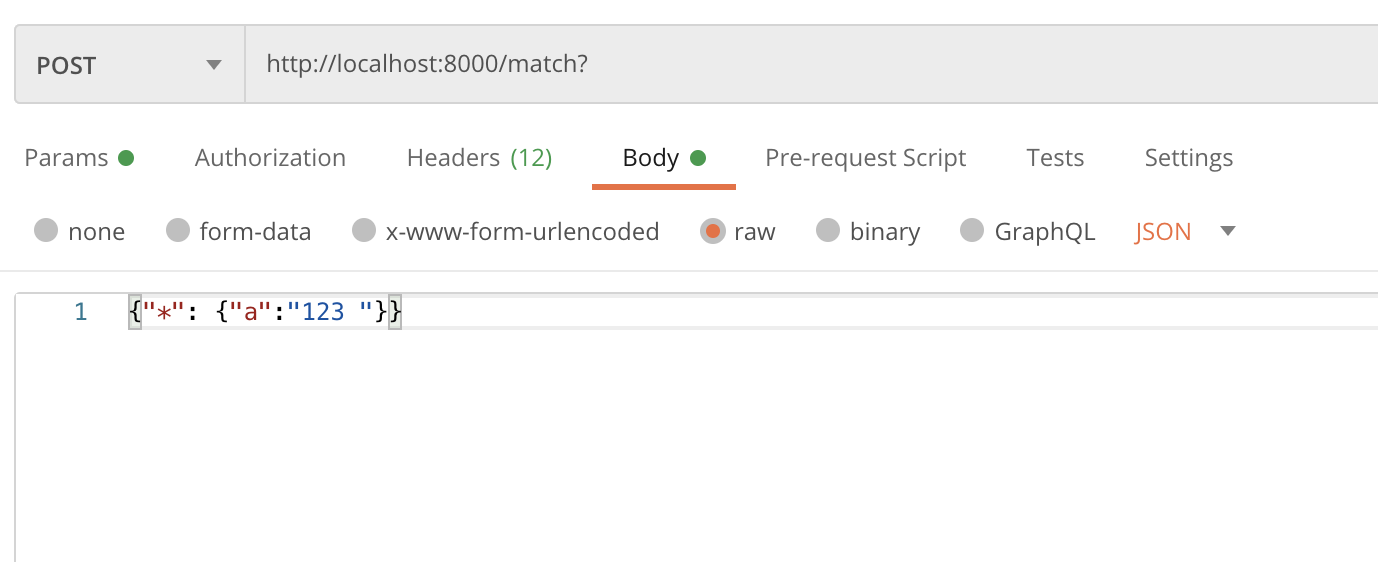 POST http://localhost:8000/match?
Params Authorization Headers (12) Body Pre-request Script Tests Settings
none form-data x-www-form-urlencoded raw binary GraphQL JSON
1 {"*": {"a":"123 "}}